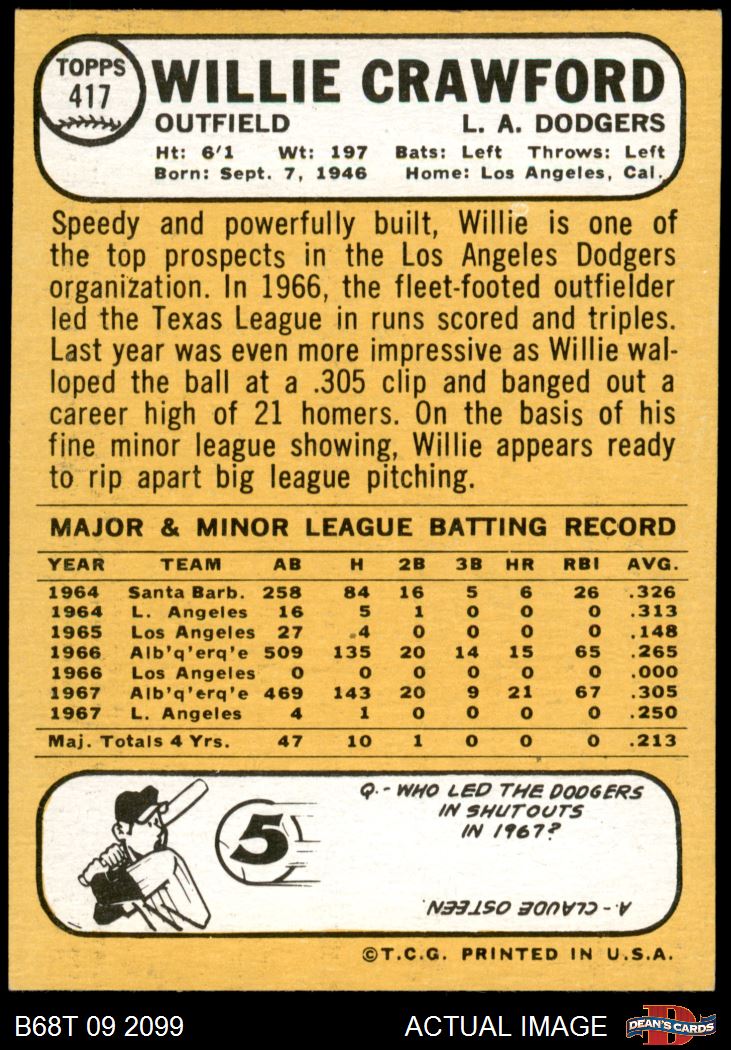 TOPPS
417
WILLIE CRAWFORD
OUTFIELD L. A. DODGERS
Ht: 6'1 Wt: 197 Bats: Left Throws: Left
Born: Sept. 7, 1946 Home: Los Angeles, Cal.
Speedy and powerfully built, Willie is one of
the top prospects in the Los Angeles Dodgers
organization. In 1966, the fleet-footed outfielder
led the Texas League in runs scored and triples.
Last year was even more impressive as Willie wal-
loped the ball at a .305 clip and banged out a
career high of 21 homers. On the basis of his
fine minor league showing, Willie appears ready
to rip apart big league pitching.
MAJOR & MINOR LEAGUE BATTING RECORD
YEAR TEAM AB H 2B 3B HR RBI AVG.
1964 Santa Barb. 258 84 16 5 6 26 .326
1964 L. Angeles 16 5 1 0 0 0 .313
1965 Los Angeles 27 4 0 0 0 0 .148
1966 Alb'q'erq'e 509 135 20 14 15 65 .265
1966 Los Angeles 0 0 0 0 0 0 .000
1967 Alb'q'erq'e 469 143 20 9 21 67 .305
1967 L. Angeles 4 1 0 0 0 0 .250
Maj. Totals 4 Yrs. 47 10 1 0 0 0 .213
5
Q.- WHO LED THE DODGERS
IN SHUTOUTS
IN 1967?
A.- CLAUDE OSTEEN.
©T.C.G. PRINTED IN U.S.A.
B68T 09 2099 ACTUAL IMAGE
D
DEAN'S CARDS